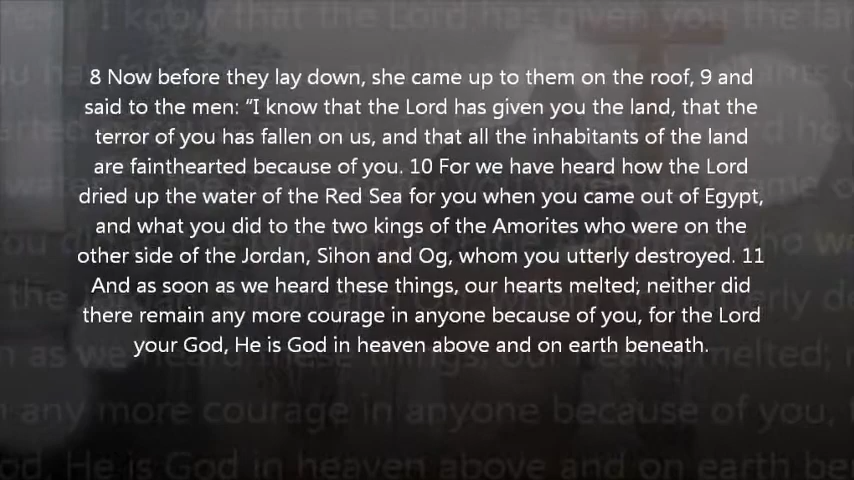 8 Now before they lay down, she came up to them on the roof, 9 and
said to the men: “I know that the Lord has given you the land, that the
terror of you has fallen on us, and that all the inhabitants of the land
are fainthearted because of you. 10 For we have heard how the Lord
dried up the water of the Red Sea for you when you came out of Egypt,
and what you did to the two kings of the Amorites who were on the
other side of the Jordan, Sihon and Og, whom you utterly destroyed. 11
And as soon as we heard these things, our hearts melted; neither did
there remain any more courage in anyone because of you, for the Lord
your God, He is God in heaven above and on earth beneath.